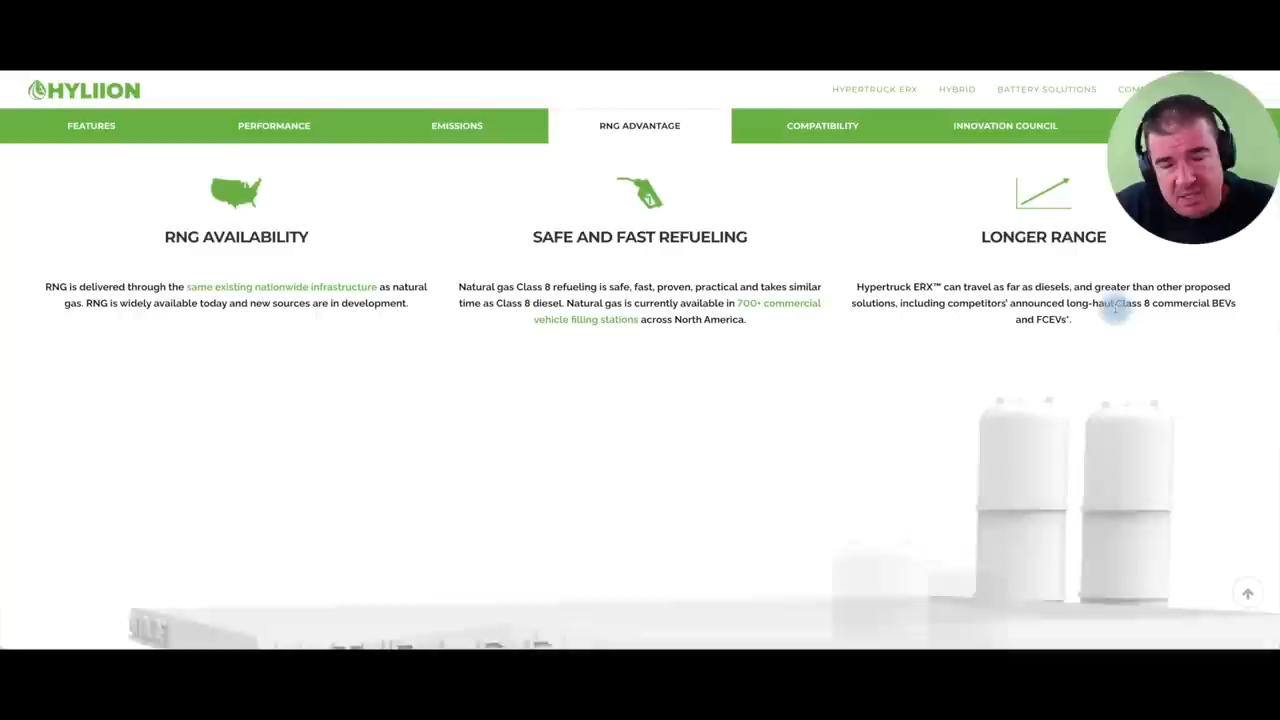 HYLIION
HYPERTRUCK ERX HYBRID BATTERY SOLUTIONS
FEATURES PERFORMANCE EMISSIONS RNG ADVANTAGE COMPATIBILITY INNOVATION COUNCIL
RNG AVAILABILITY
RNG is delivered through the same existing nationwide infrastructure as natural
gas. RNG is widely available today and new sources are in development.
SAFE AND FAST REFUELING
Natural gas Class 8 refueling is safe, fast, proven, practical and takes similar
time as Class 8 diesel. Natural gas is currently available in 700+ commercial
vehicle filling stations across North America.
LONGER RANGE
Hypertruck ERX™ can travel as far as diesels, and greater than other proposed
solutions, including competitors' announced long-haul Class 8 commercial BEVs
and FCEVs*.